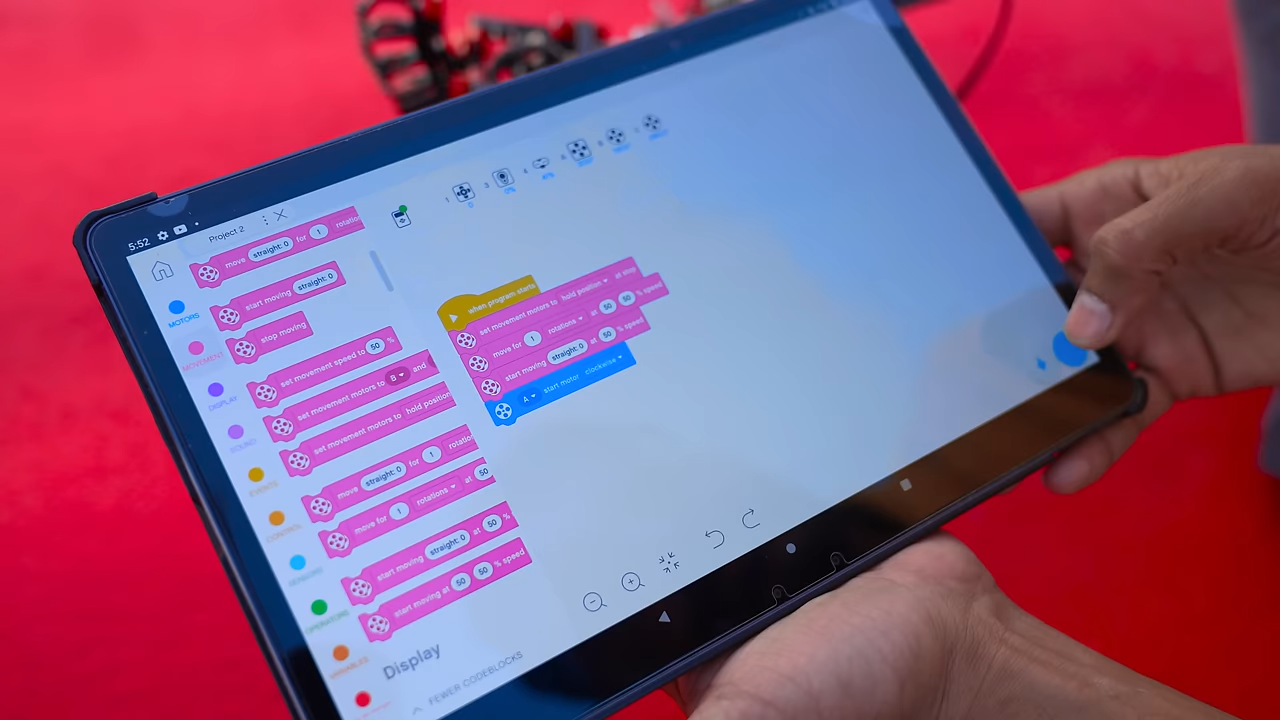 5:52
Project 2
move straight: 0 for 1 rotatio
start moving straight: 0
stop moving
set movement speed to 50 %
set movement motors to B and
set movement motors to hold position
move straight: 0 for 1 rotatio
move for 1 rotations at 50
start moving straight: 0 at 50 %
start moving at 50 50 % speed
Display
FEWER CODEBLOCKS
MOTORS
MOVEMENT
DISPLAY
SOUND
EVENTS
CONTROL
SENSORS
OPERATORS
VARIABLES
when program starts
set movement motors to hold position at stop
move for 1 rotations at 50 50 % speed
start moving straight: 0 at 50 % speed
A start motor clockwise